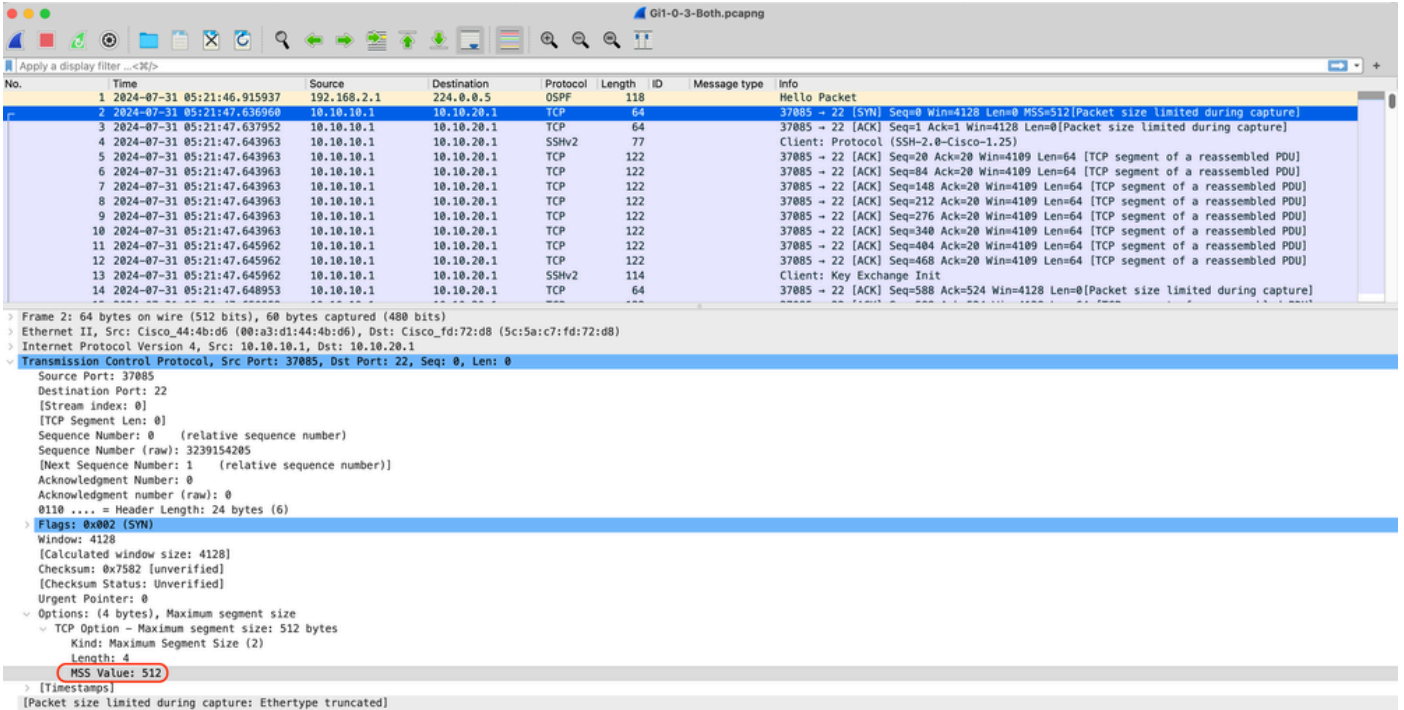 Gi1-0-3-Both.pcapng
Apply a display filter ...<⌘/>
No. Time Source Destination Protocol Length ID Message type Info
1 2024-07-31 05:21:46.915937 192.168.2.1 224.0.0.5 OSPF 118 Hello Packet
2 2024-07-31 05:21:47.636960 10.10.10.1 10.10.20.1 TCP 64 37085 → 22 [SYN] Seq=0 Win=4128 Len=0 MSS=512[Packet size limited during capture]
3 2024-07-31 05:21:47.637952 10.10.10.1 10.10.20.1 TCP 64 37085 → 22 [ACK] Seq=1 Ack=1 Win=4128 Len=0[Packet size limited during capture]
4 2024-07-31 05:21:47.643963 10.10.10.1 10.10.20.1 SSHv2 77 Client: Protocol (SSH-2.0-Cisco-1.25)
5 2024-07-31 05:21:47.643963 10.10.10.1 10.10.20.1 TCP 122 37085 → 22 [ACK] Seq=20 Ack=20 Win=4109 Len=64 [TCP segment of a reassembled PDU]
6 2024-07-31 05:21:47.643963 10.10.10.1 10.10.20.1 TCP 122 37085 → 22 [ACK] Seq=84 Ack=20 Win=4109 Len=64 [TCP segment of a reassembled PDU]
7 2024-07-31 05:21:47.643963 10.10.10.1 10.10.20.1 TCP 122 37085 → 22 [ACK] Seq=148 Ack=20 Win=4109 Len=64 [TCP segment of a reassembled PDU]
8 2024-07-31 05:21:47.643963 10.10.10.1 10.10.20.1 TCP 122 37085 → 22 [ACK] Seq=212 Ack=20 Win=4109 Len=64 [TCP segment of a reassembled PDU]
9 2024-07-31 05:21:47.643963 10.10.10.1 10.10.20.1 TCP 122 37085 → 22 [ACK] Seq=276 Ack=20 Win=4109 Len=64 [TCP segment of a reassembled PDU]
10 2024-07-31 05:21:47.643963 10.10.10.1 10.10.20.1 TCP 122 37085 → 22 [ACK] Seq=340 Ack=20 Win=4109 Len=64 [TCP segment of a reassembled PDU]
11 2024-07-31 05:21:47.645962 10.10.10.1 10.10.20.1 TCP 122 37085 → 22 [ACK] Seq=404 Ack=20 Win=4109 Len=64 [TCP segment of a reassembled PDU]
12 2024-07-31 05:21:47.645962 10.10.10.1 10.10.20.1 TCP 122 37085 → 22 [ACK] Seq=468 Ack=20 Win=4109 Len=64 [TCP segment of a reassembled PDU]
13 2024-07-31 05:21:47.645962 10.10.10.1 10.10.20.1 SSHv2 114 Client: Key Exchange Init
14 2024-07-31 05:21:47.648953 10.10.10.1 10.10.20.1 TCP 64 37085 → 22 [ACK] Seq=588 Ack=524 Win=4128 Len=0[Packet size limited during capture]
Frame 2: 64 bytes on wire (512 bits), 60 bytes captured (480 bits)
Ethernet II, Src: Cisco_44:4b:d6 (00:a3:d1:44:4b:d6), Dst: Cisco_fd:72:d8 (5c:5a:c7:fd:72:d8)
Internet Protocol Version 4, Src: 10.10.10.1, Dst: 10.10.20.1
Transmission Control Protocol, Src Port: 37085, Dst Port: 22, Seq: 0, Len: 0
Source Port: 37085
Destination Port: 22
[Stream index: 0]
[TCP Segment Len: 0]
Sequence Number: 0 (relative sequence number)
Sequence Number (raw): 3239154205
[Next Sequence Number: 1 (relative sequence number)]
Acknowledgment Number: 0
Acknowledgment number (raw): 0
0110 .... = Header Length: 24 bytes (6)
Flags: 0x002 (SYN)
Window: 4128
[Calculated window size: 4128]
Checksum: 0x7582 [unverified]
[Checksum Status: Unverified]
Urgent Pointer: 0
Options: (4 bytes), Maximum segment size
TCP Option - Maximum segment size: 512 bytes
Kind: Maximum Segment Size (2)
Length: 4
MSS Value: 512
[Timestamps]
[Packet size limited during capture: Ethertype truncated]